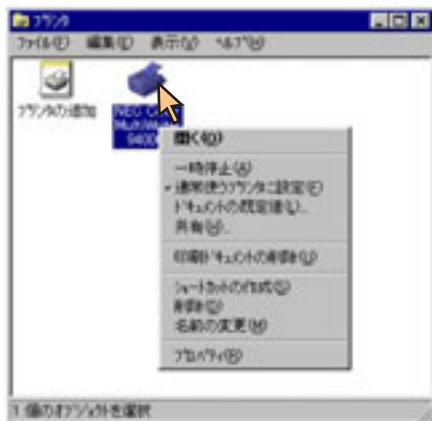 プリンタ
ファイル(F) 編集(E) 表示(V) ヘルプ(H)
プリンタの追加
NEC Color
MultiWriter
9400
開く(O)
一時停止(A)
通常使うプリンタに設定(F)
ドキュメントの既定値(L)...
共有(H)...
印刷ドキュメントの削除(U)
ショートカットの作成(S)
削除(D)
名前の変更(M)
プロパティ(R)
1 個のオブジェクトを選択